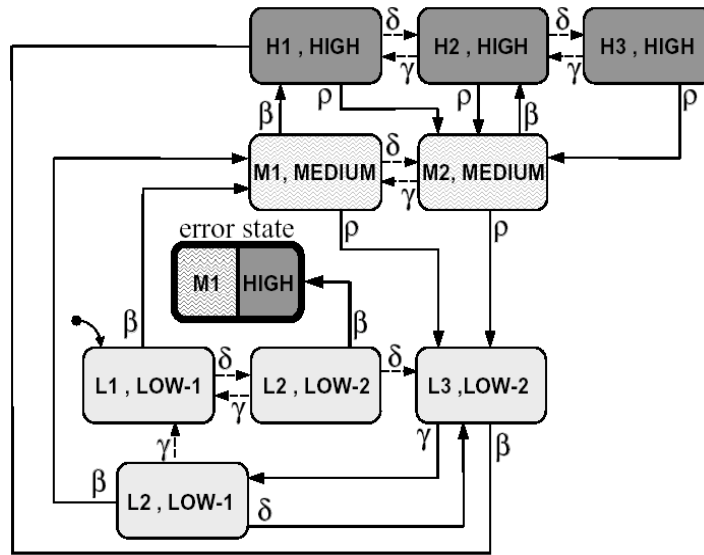 δ δ
H1 , HIGH H2 , HIGH H3 , HIGH
γ γ
β ρ ρ β ρ
δ
M1, MEDIUM M2, MEDIUM
γ
error state ρ ρ
M1 HIGH
β β
δ δ
L1 , LOW-1 L2 , LOW-2 L3 ,LOW-2
γ
γ γ β
β L2 , LOW-1 δ